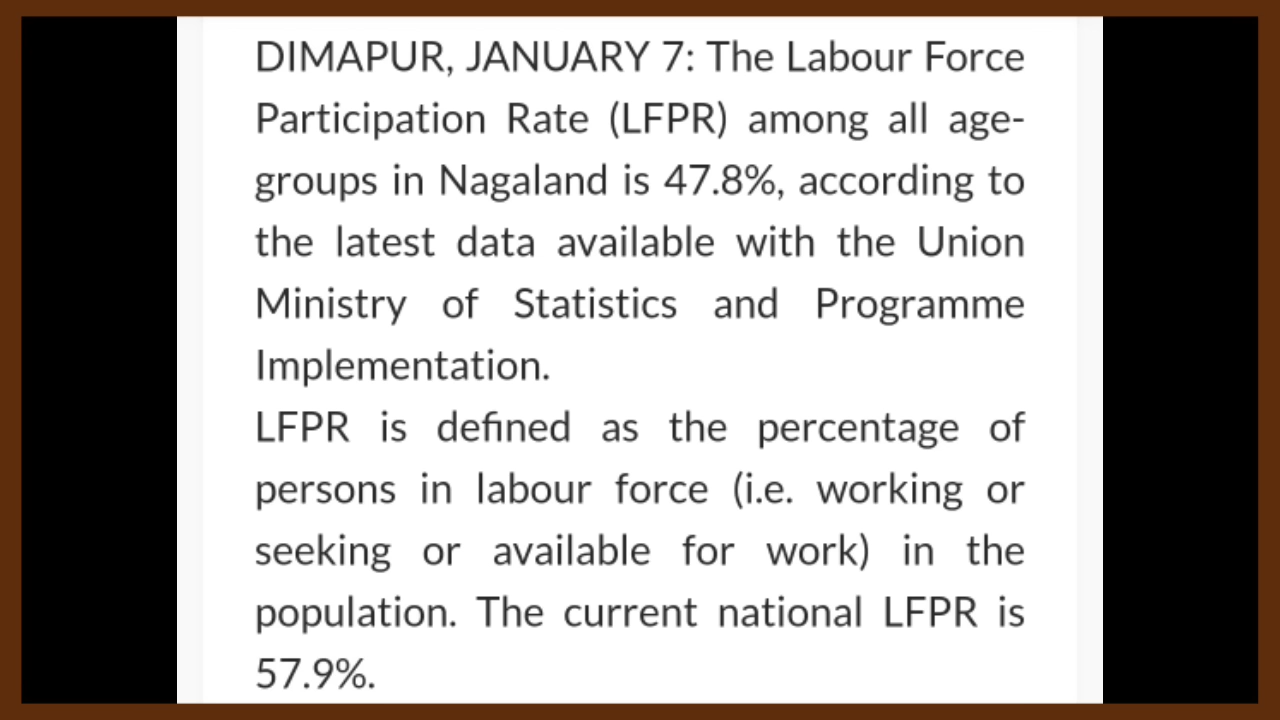 DIMAPUR, JANUARY 7: The Labour Force
Participation Rate (LFPR) among all age-
groups in Nagaland is 47.8%, according to
the latest data available with the Union
Ministry of Statistics and Programme
Implementation.
LFPR is defined as the percentage of
persons in labour force (i.e. working or
seeking or available for work) in the
population. The current national LFPR is
57.9%.